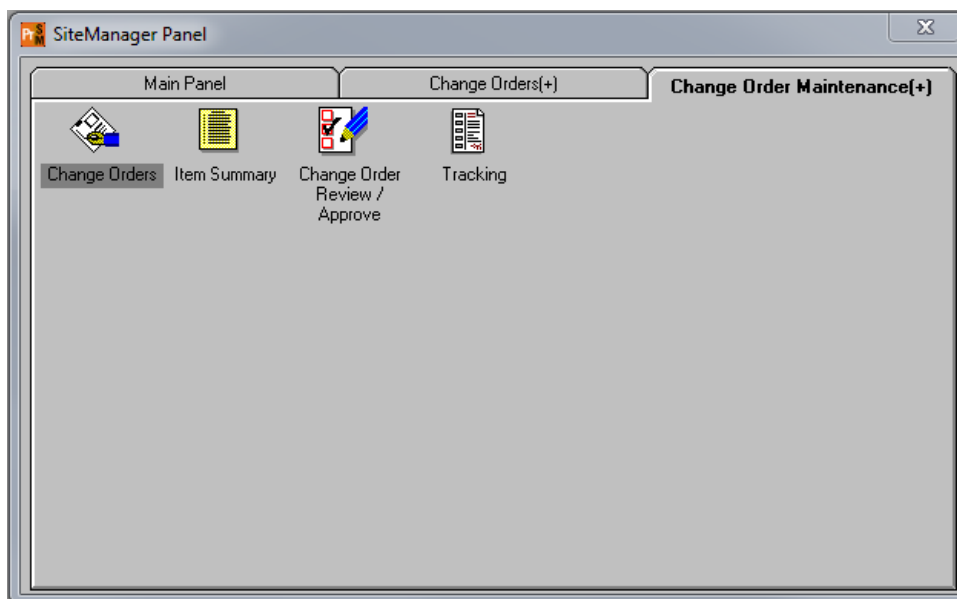 SiteManager Panel
Main Panel
Change Orders(+)
Change Order Maintenance(+)
Change Orders
Item Summary
Change Order
Review /
Approve
Tracking